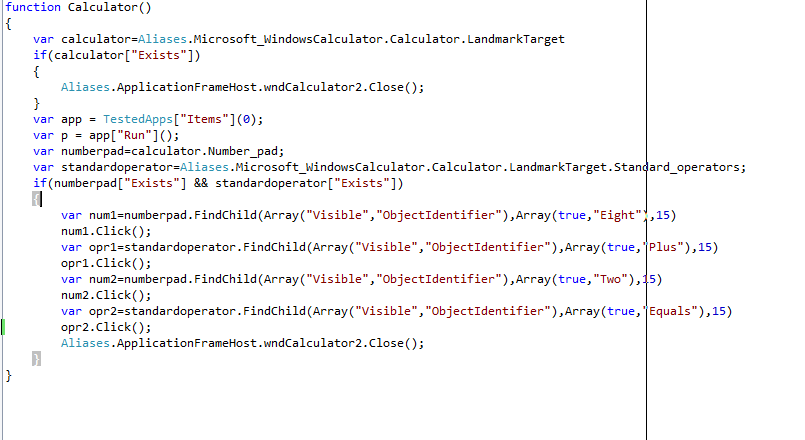 function Calculator()
{
var calculator=Aliases.Microsoft_WindowsCalculator.Calculator.LandmarkTarget
if(calculator["Exists"])
{
Aliases.ApplicationFrameHost.wndCalculator2.Close();
}
var app = TestedApps["Items"](0);
var p = app["Run"]();
var numberpad=calculator.Number_pad;
var standardoperator=Aliases.Microsoft_WindowsCalculator.Calculator.LandmarkTarget.Standard_operators;
if(numberpad["Exists"] && standardoperator["Exists"])
{
var num1=numberpad.FindChild(Array("Visible","ObjectIdentifier"),Array(true,"Eight"),15)
num1.Click();
var opr1=standardoperator.FindChild(Array("Visible","ObjectIdentifier"),Array(true,"Plus"),15)
opr1.Click();
var num2=numberpad.FindChild(Array("Visible","ObjectIdentifier"),Array(true,"Two"),15)
num2.Click();
var opr2=standardoperator.FindChild(Array("Visible","ObjectIdentifier"),Array(true,"Equals"),15)
opr2.Click();
Aliases.ApplicationFrameHost.wndCalculator2.Close();
}
}